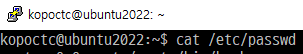 kopoctc@ubuntu2022: ~
kopoctc@ubuntu2022:~$ cat /etc/passwd